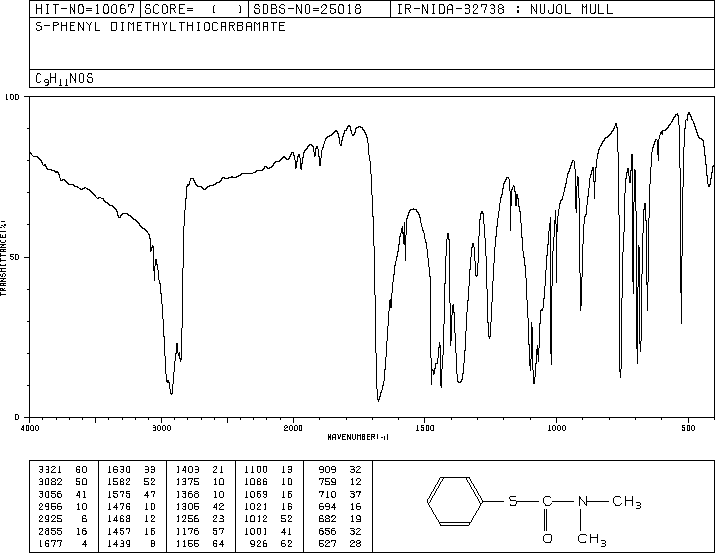 HIT-NO=10067 SCORE= ( ) SDBS-NO=25018 IR-NIDA-32738 : NUJOL MULL
S-PHENYL DIMETHYLTHIOCARBAMATE
C9H11NOS
100
50
0
TRANSMITTANCE(%)
4000 3000 2000 1500 1000 500
WAVENUMBER(-1)
3321 60 1630 39 1403 21 1100 13 909 32
3082 50 1582 52 1375 10 1086 10 759 12
3056 41 1575 47 1368 10 1069 16 710 37
2956 10 1476 10 1305 42 1021 16 694 16
2925 6 1468 12 1256 23 1012 52 682 19
2855 16 1457 16 1176 57 1001 41 656 32
1677 4 1439 8 1155 64 926 62 527 28
S C N CH3
O CH3